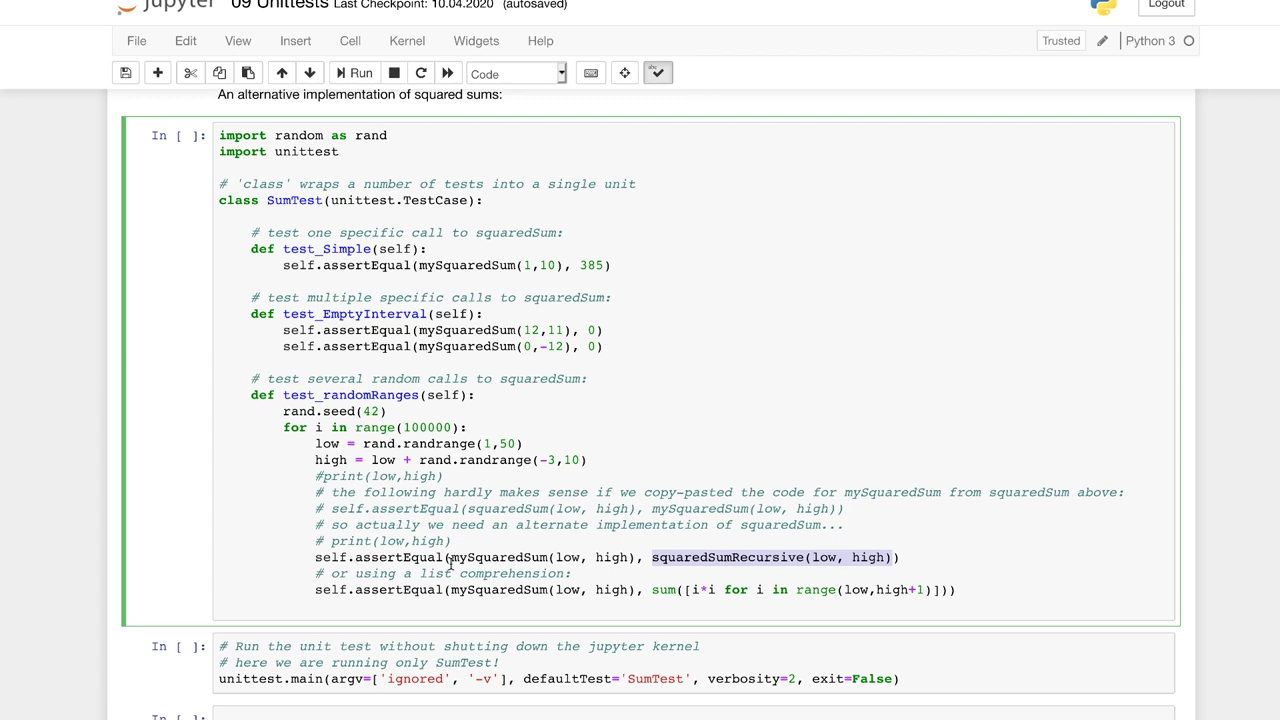 jupyter 09 Unittests Last Checkpoint: 10.04.2020 (autosaved) Logout
File Edit View Insert Cell Kernel Widgets Help Trusted Python 3
Run Code
An alternative implementation of squared sums:
In [ ]: import random as rand
import unittest
# 'class' wraps a number of tests into a single unit
class SumTest(unittest.TestCase):
# test one specific call to squaredSum:
def test_Simple(self):
self.assertEqual(mySquaredSum(1,10), 385)
# test multiple specific calls to squaredSum:
def test_EmptyInterval(self):
self.assertEqual(mySquaredSum(12,11), 0)
self.assertEqual(mySquaredSum(0,-12), 0)
# test several random calls to squaredSum:
def test_randomRanges(self):
rand.seed(42)
for i in range(100000):
low = rand.randrange(1,50)
high = low + rand.randrange(-3,10)
#print(low,high)
# the following hardly makes sense if we copy-pasted the code for mySquaredSum from squaredSum above:
# self.assertEqual(squaredSum(low, high), mySquaredSum(low, high))
# so actually we need an alternate implementation of squaredSum...
# print(low,high)
self.assertEqual(mySquaredSum(low, high), squaredSumRecursive(low, high))
# or using a list comprehension:
self.assertEqual(mySquaredSum(low, high), sum([i*i for i in range(low,high+1)]))
In [ ]: # Run the unit test without shutting down the jupyter kernel
# here we are running only SumTest!
unittest.main(argv=['ignored', '-v'], defaultTest='SumTest', verbosity=2, exit=False)
In [ ]: